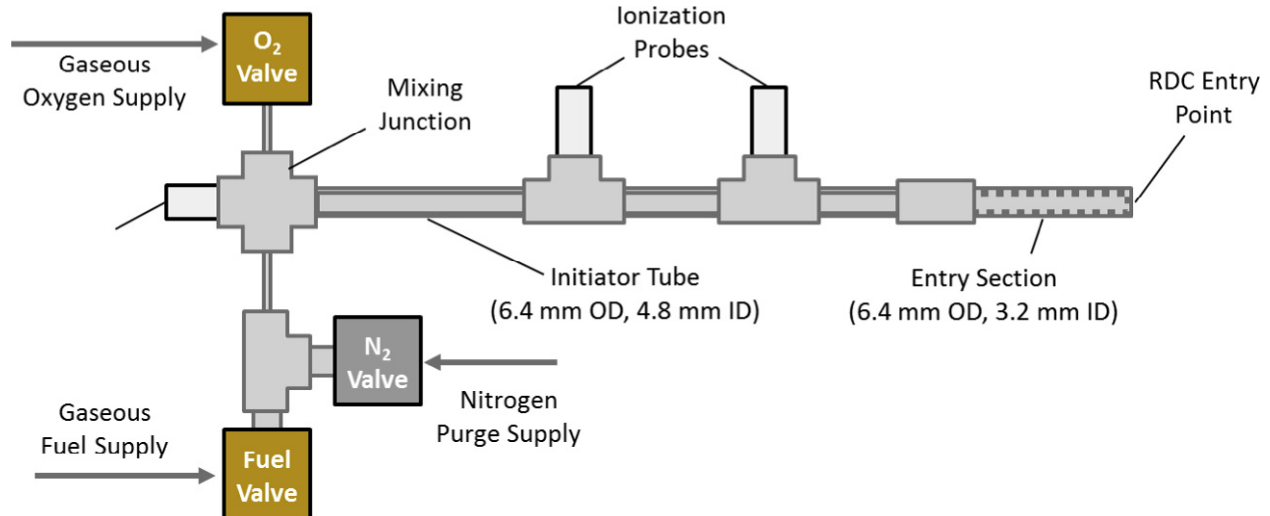 O₂
Valve
Gaseous
Oxygen Supply
Mixing
Junction
Ionization
Probes
RDC Entry
Point
Initiator Tube
(6.4 mm OD, 4.8 mm ID)
Entry Section
(6.4 mm OD, 3.2 mm ID)
N₂
Valve
Nitrogen
Purge Supply
Gaseous
Fuel Supply
Fuel
Valve